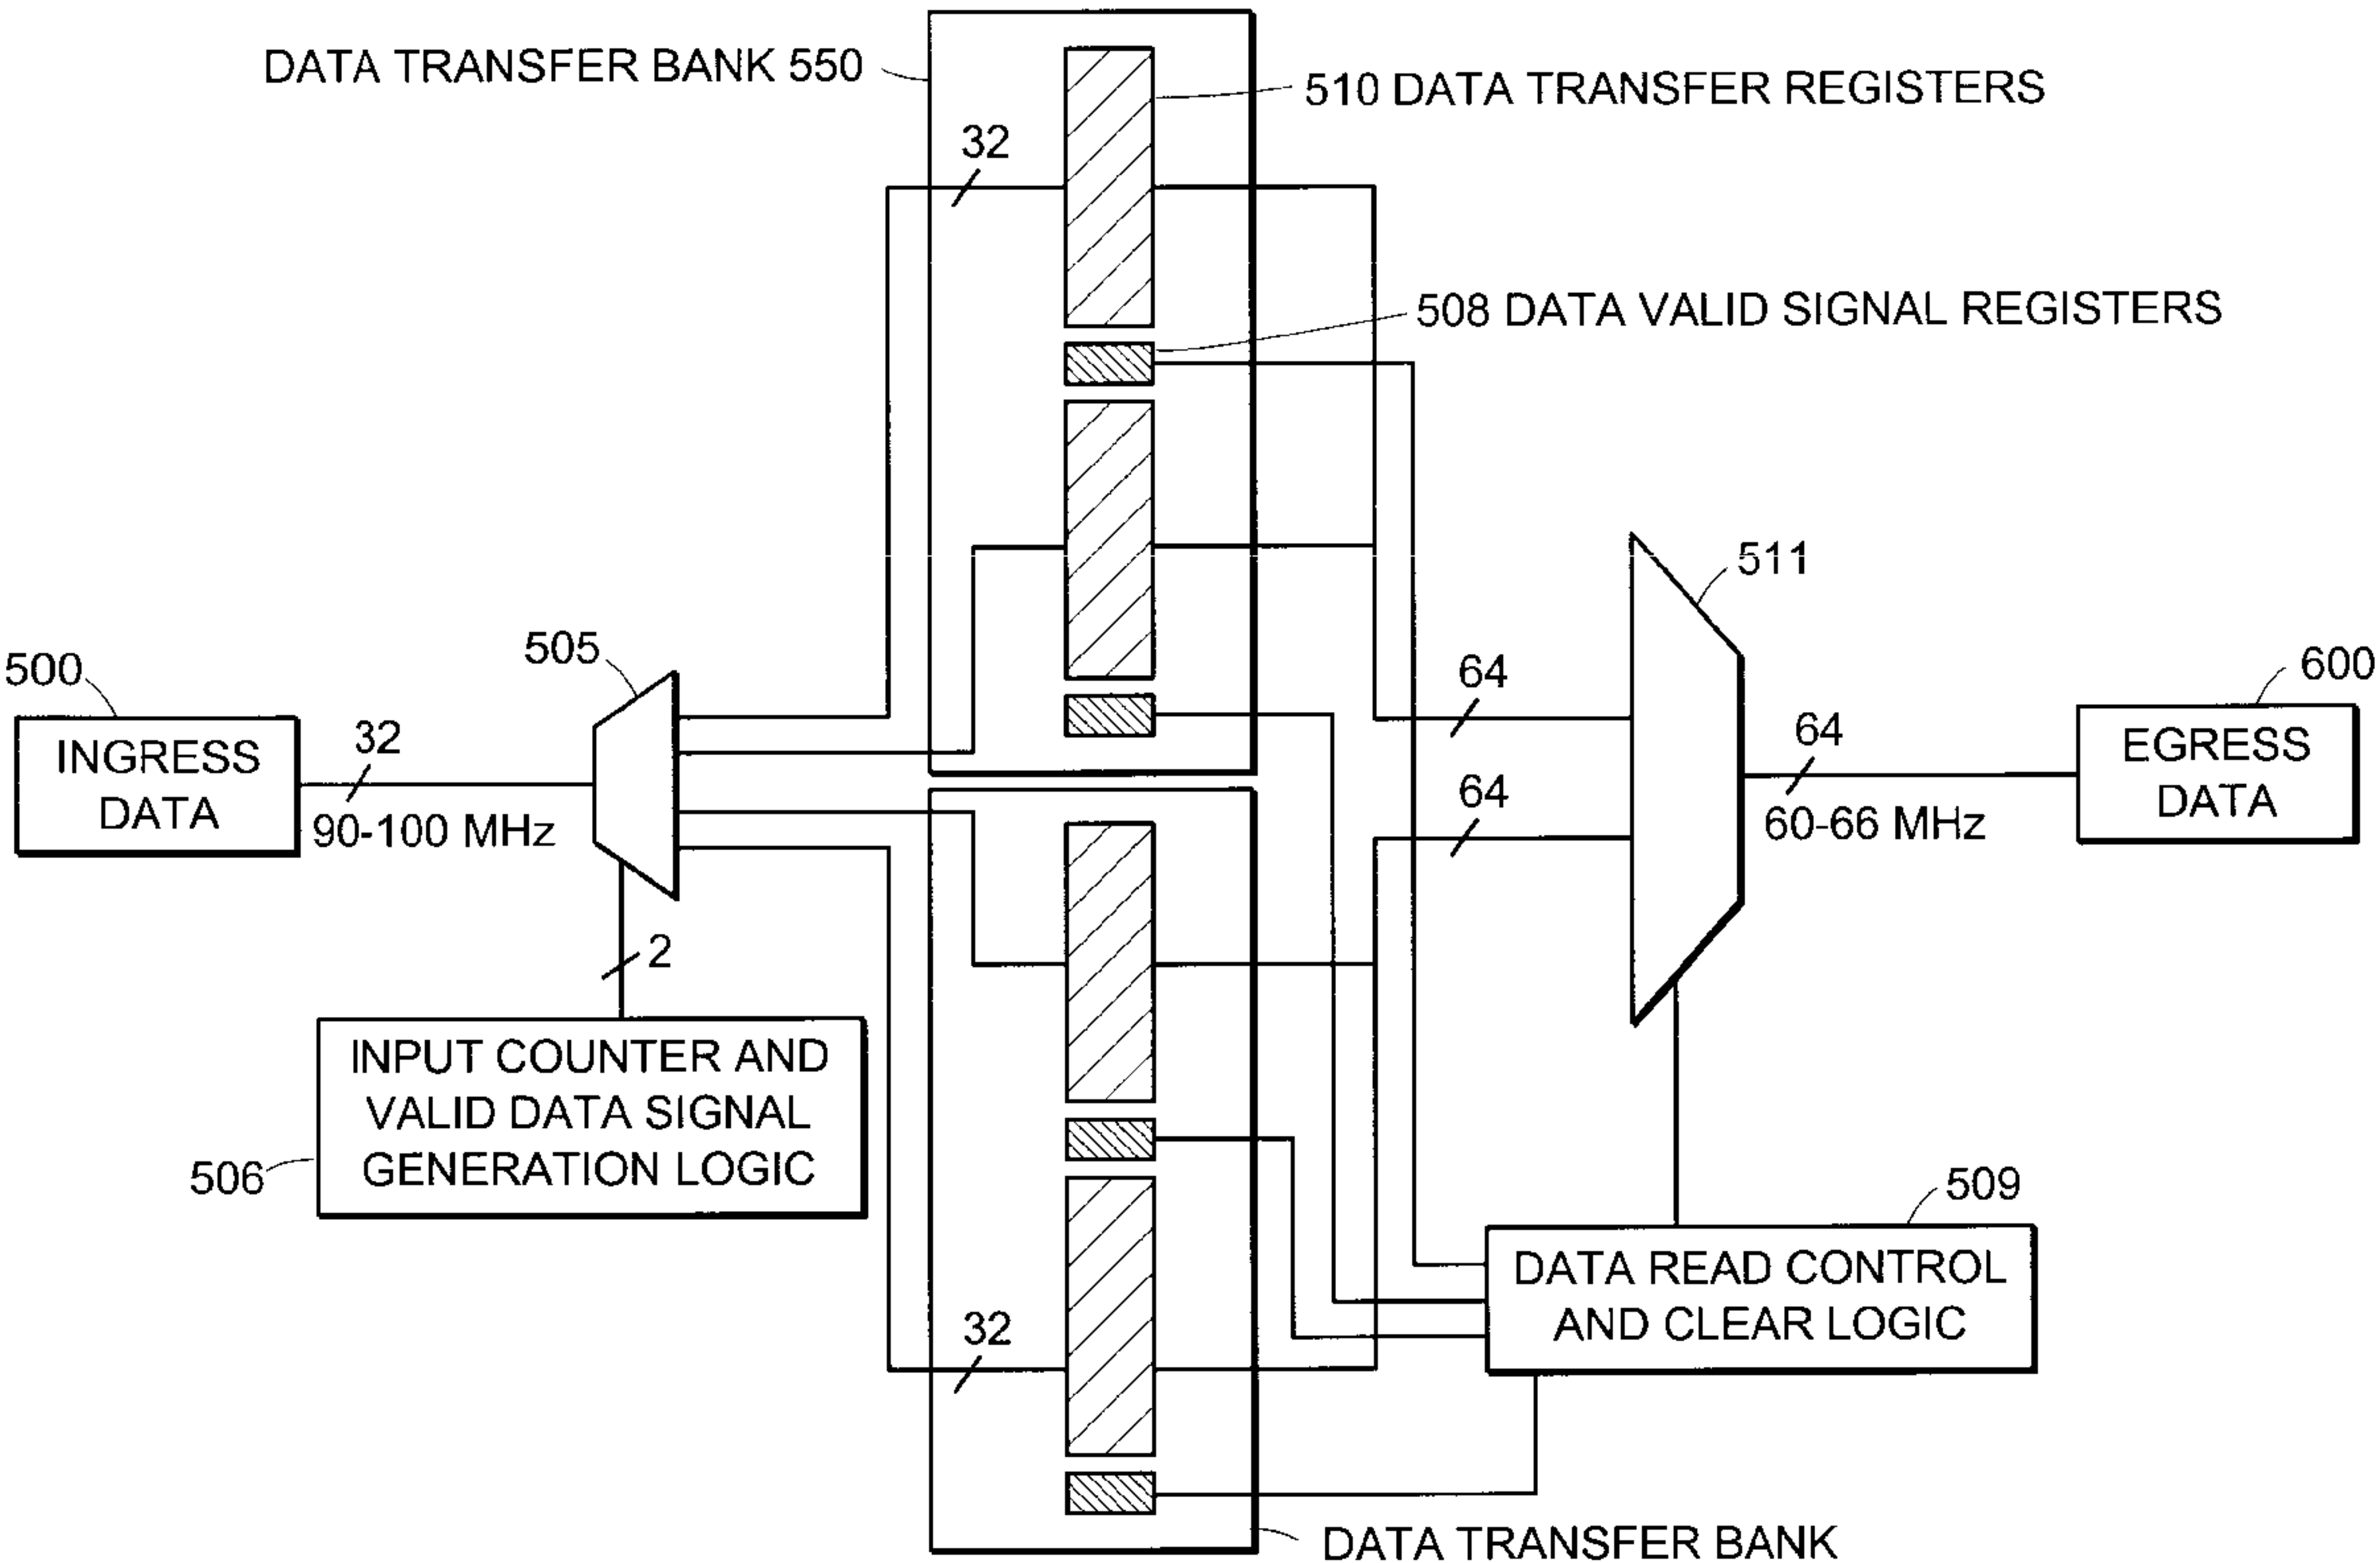 DATA TRANSFER BANK 550
510 DATA TRANSFER REGISTERS
32
508 DATA VALID SIGNAL REGISTERS
511
505
500
INGRESS
DATA
32
90-100 MHz
64
64
64
60-66 MHz
600
EGRESS
DATA
2
INPUT COUNTER AND
VALID DATA SIGNAL
GENERATION LOGIC
506
509
DATA READ CONTROL
AND CLEAR LOGIC
32
DATA TRANSFER BANK